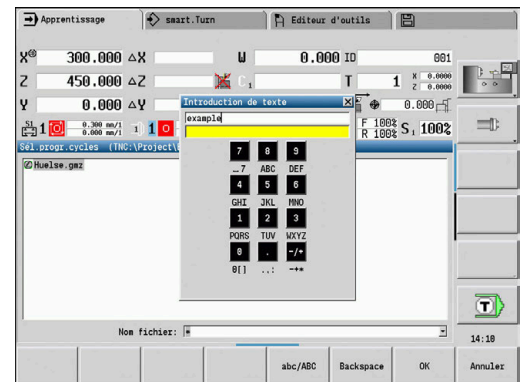 Apprentissage smart.Turn Editeur d'outils
X 300.000 ΔX U 0.000 ID 001
Z 450.000 ΔZ C 1 T 1 X 0.0000
Z 0.0000
Y 0.000 ΔY 0.000
S1 1 0.300 mm/1
0.000 mm/1 1 1 F 100%
R 100% S1 100%
Introduction de texte
example
Sél.progr.cycles (TNC:\Project\
Huelse.gmz
7 8 9
_.7 ABC DEF
4 5 6
GHI JKL MNO
1 2 3
PQRS TUV WXYZ
0 . -/+
0[] ..: -+*
T
Nom fichier: *
14:10
abc/ABC Backspace OK Annuler